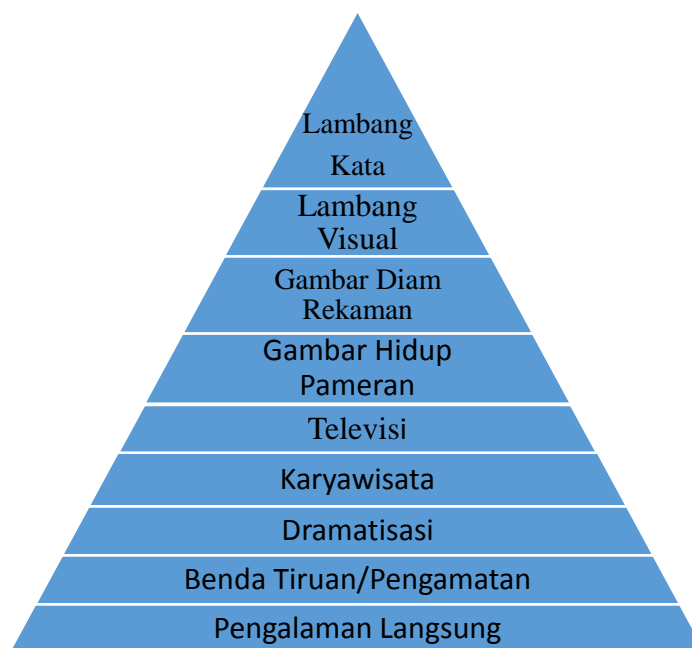 Lambang
Kata
Lambang
Visual
Gambar Diam
Rekaman
Gambar Hidup
Pameran
Televisi
Karyawisata
Dramatisasi
Benda Tiruan/Pengamatan
Pengalaman Langsung